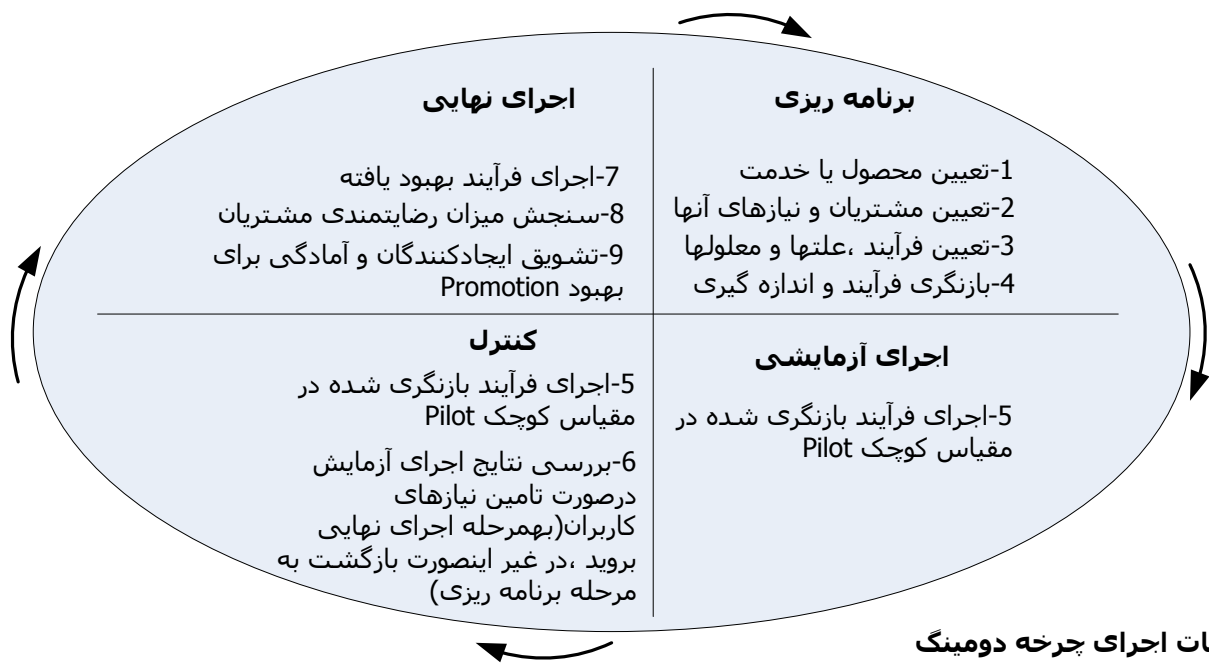 برنامه ریزی
1-تعیین محصول یا خدمت
2-تعیین مشتریان و نیازهای آنها
3-تعیین فرآیند ،علتها و معلولها
4-بازنگری فرآیند و اندازه گیری
اجرای آزمایشی
5-اجرای فرآیند بازنگری شده در
مقیاس کوچک Pilot
کنترل
5-اجرای فرآیند بازنگری شده در
مقیاس کوچک Pilot
6-بررسی نتایج اجرای آزمایش
درصورت تامین نیازهای
کاربران(بهمرحله اجرای نهایی
بروید ،در غیر اینصورت بازگشت به
مرحله برنامه ریزی)
اجرای نهایی
7-اجرای فرآیند بهبود یافته
8-سنجش میزان رضایتمندی مشتریان
9-تشویق ایجادکنندگان و آمادگی برای
بهبود Promotion
اجرای چرخه دومینگ